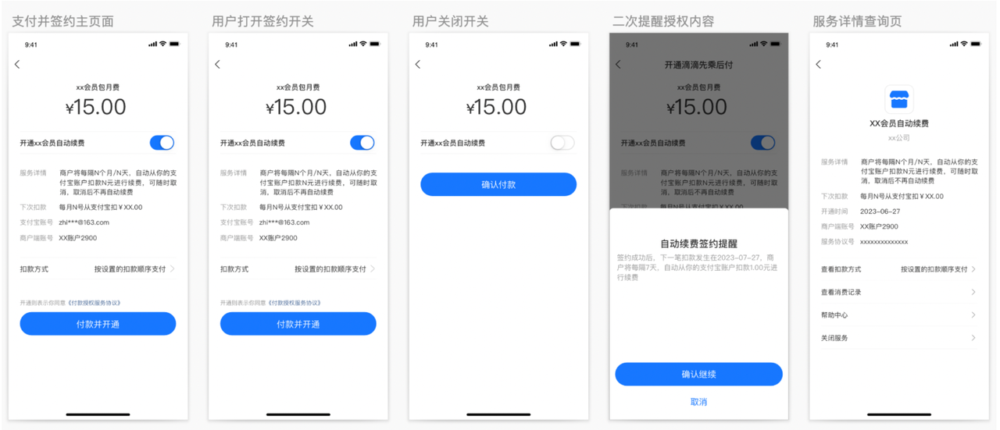 支付并签约主页面
9:41
xx会员包月费
¥15.00
开通xx会员自动续费
服务详情 商户将每隔N个月/N天，自动从你的支
付宝账户扣款N元进行续费，可随时取
消，取消后不再自动续费
下次扣款 每月N号从支付宝扣￥XX.00
支付宝账号 zhi***@163.com
商户端账号 XX账户2900
扣款方式 按设置的扣款顺序支付
开通则表示你同意《付款授权服务协议》
付款并开通
用户打开签约开关
9:41
xx会员包月费
¥15.00
开通xx会员自动续费
服务详情 商户将每隔N个月/N天，自动从你的支
付宝账户扣款N元进行续费，可随时取
消，取消后不再自动续费
下次扣款 每月N号从支付宝扣￥XX.00
支付宝账号 zhi***@163.com
商户端账号 XX账户2900
扣款方式 按设置的扣款顺序支付
开通则表示你同意《付款授权服务协议》
付款并开通
用户关闭开关
9:41
xx会员包月费
¥15.00
开通xx会员自动续费
确认付款
二次提醒授权内容
9:41
开通滴滴先乘后付
xx会员包月费
¥15.00
开通xx会员自动续费
服务详情 商户将每隔N个月/N天，自动从你的支
付宝账户扣款N元进行续费，可随时取
消，取消后不再自动续费
下次扣款 每月N号从支付宝扣￥XX.00
自动续费签约提醒
签约成功后，下一笔扣款发生在2023-07-27，商
户将每隔7天，自动从你的支付宝账户扣款1.00元进
行续费
确认继续
取消
服务详情查询页
9:41
XX会员自动续费
xx公司
服务详情 商户将每隔N个月/N天，自动从你的支
付宝账户扣款N元进行续费，可随时取
消，取消后不再自动续费
下次扣款 每月N号从支付宝扣￥XX.00
开通时间 2023-06-27
商户端账号 XX账户2900
服务协议号 xxxxxxxxxxxxxx
查看扣款方式 按设置的扣款顺序支付
查看消费记录
帮助中心
关闭服务